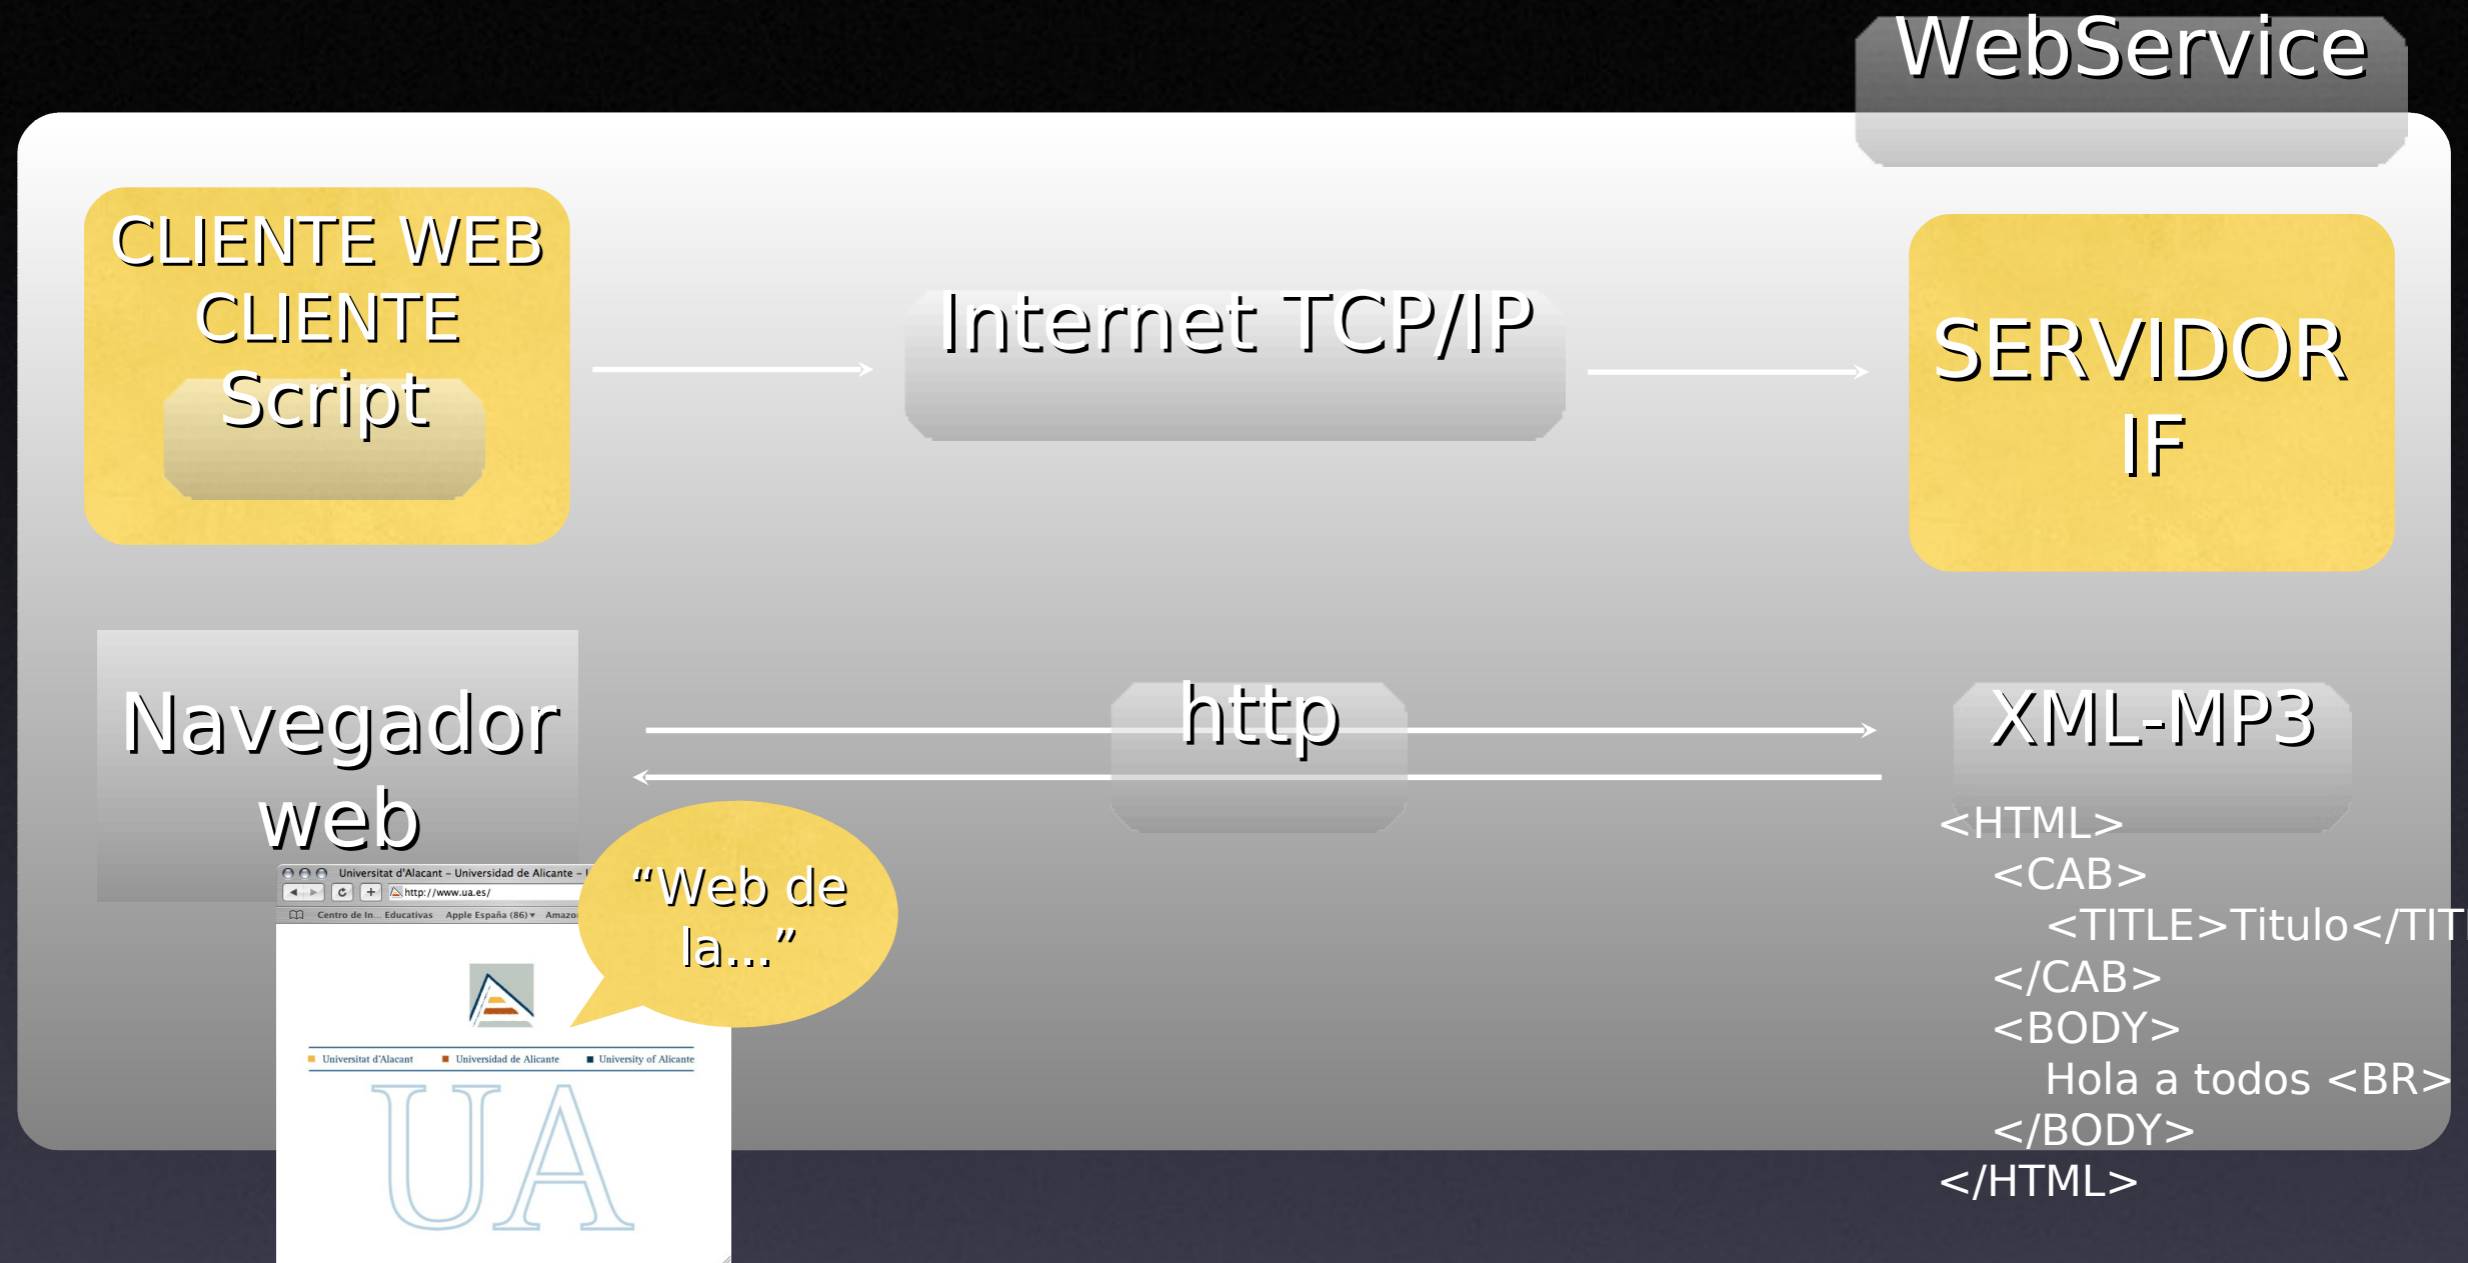 WebService
CLIENTE WEB
CLIENTE
Script
Internet TCP/IP
SERVIDOR
IF
Navegador
web
http
XML-MP3
<HTML>
<CAB>
<TITLE>Titulo</TIT
</CAB>
<BODY>
Hola a todos <BR>
</BODY>
</HTML>
“Web de
la...”
Universitat d'Alacant – Universidad de Alicante –
http://www.ua.es/
Centro de In... Educativas Apple España (86) Amazo
Universitat d'Alacant Universidad de Alicante University of Alicante
UA